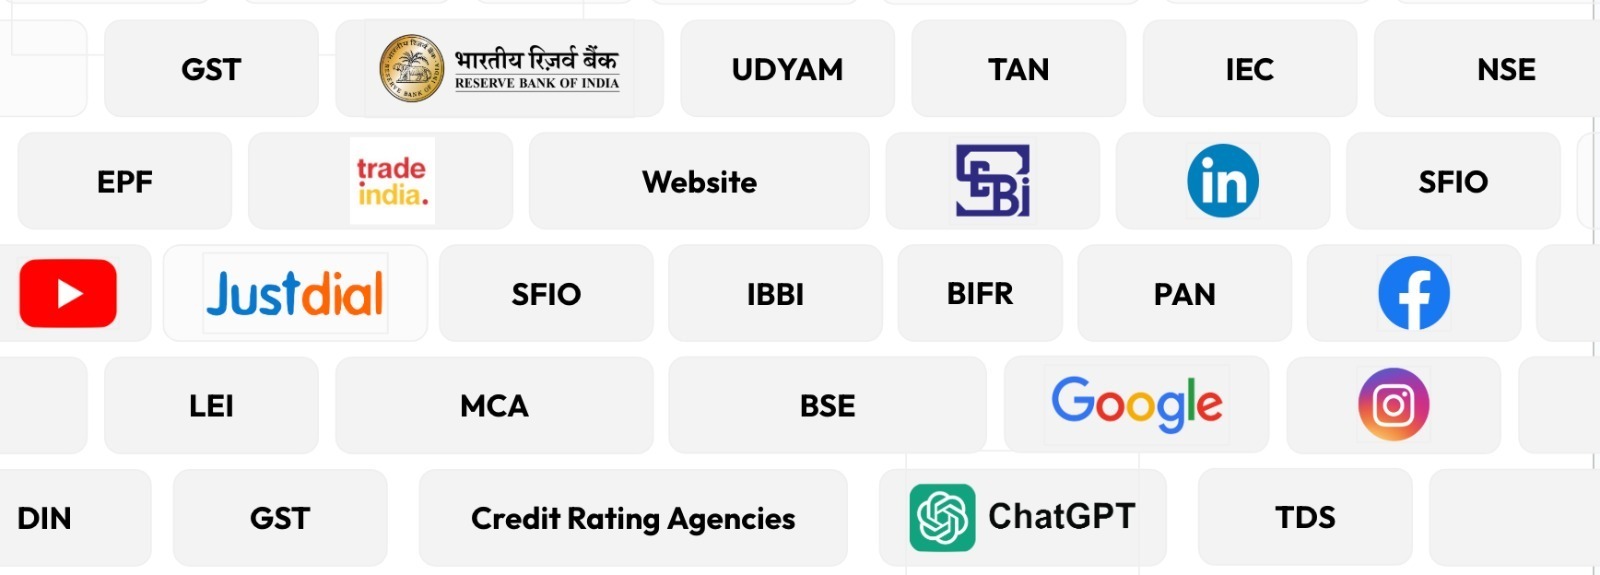 GST
भारतीय रिज़र्व बैंक
RESERVE BANK OF INDIA
UDYAM
TAN
IEC
NSE
EPF
trade
india.
Website
SEBI
in
SFIO
Justdial
SFIO
IBBI
BIFR
PAN
f
LEI
MCA
BSE
Google
DIN
GST
Credit Rating Agencies
ChatGPT
TDS